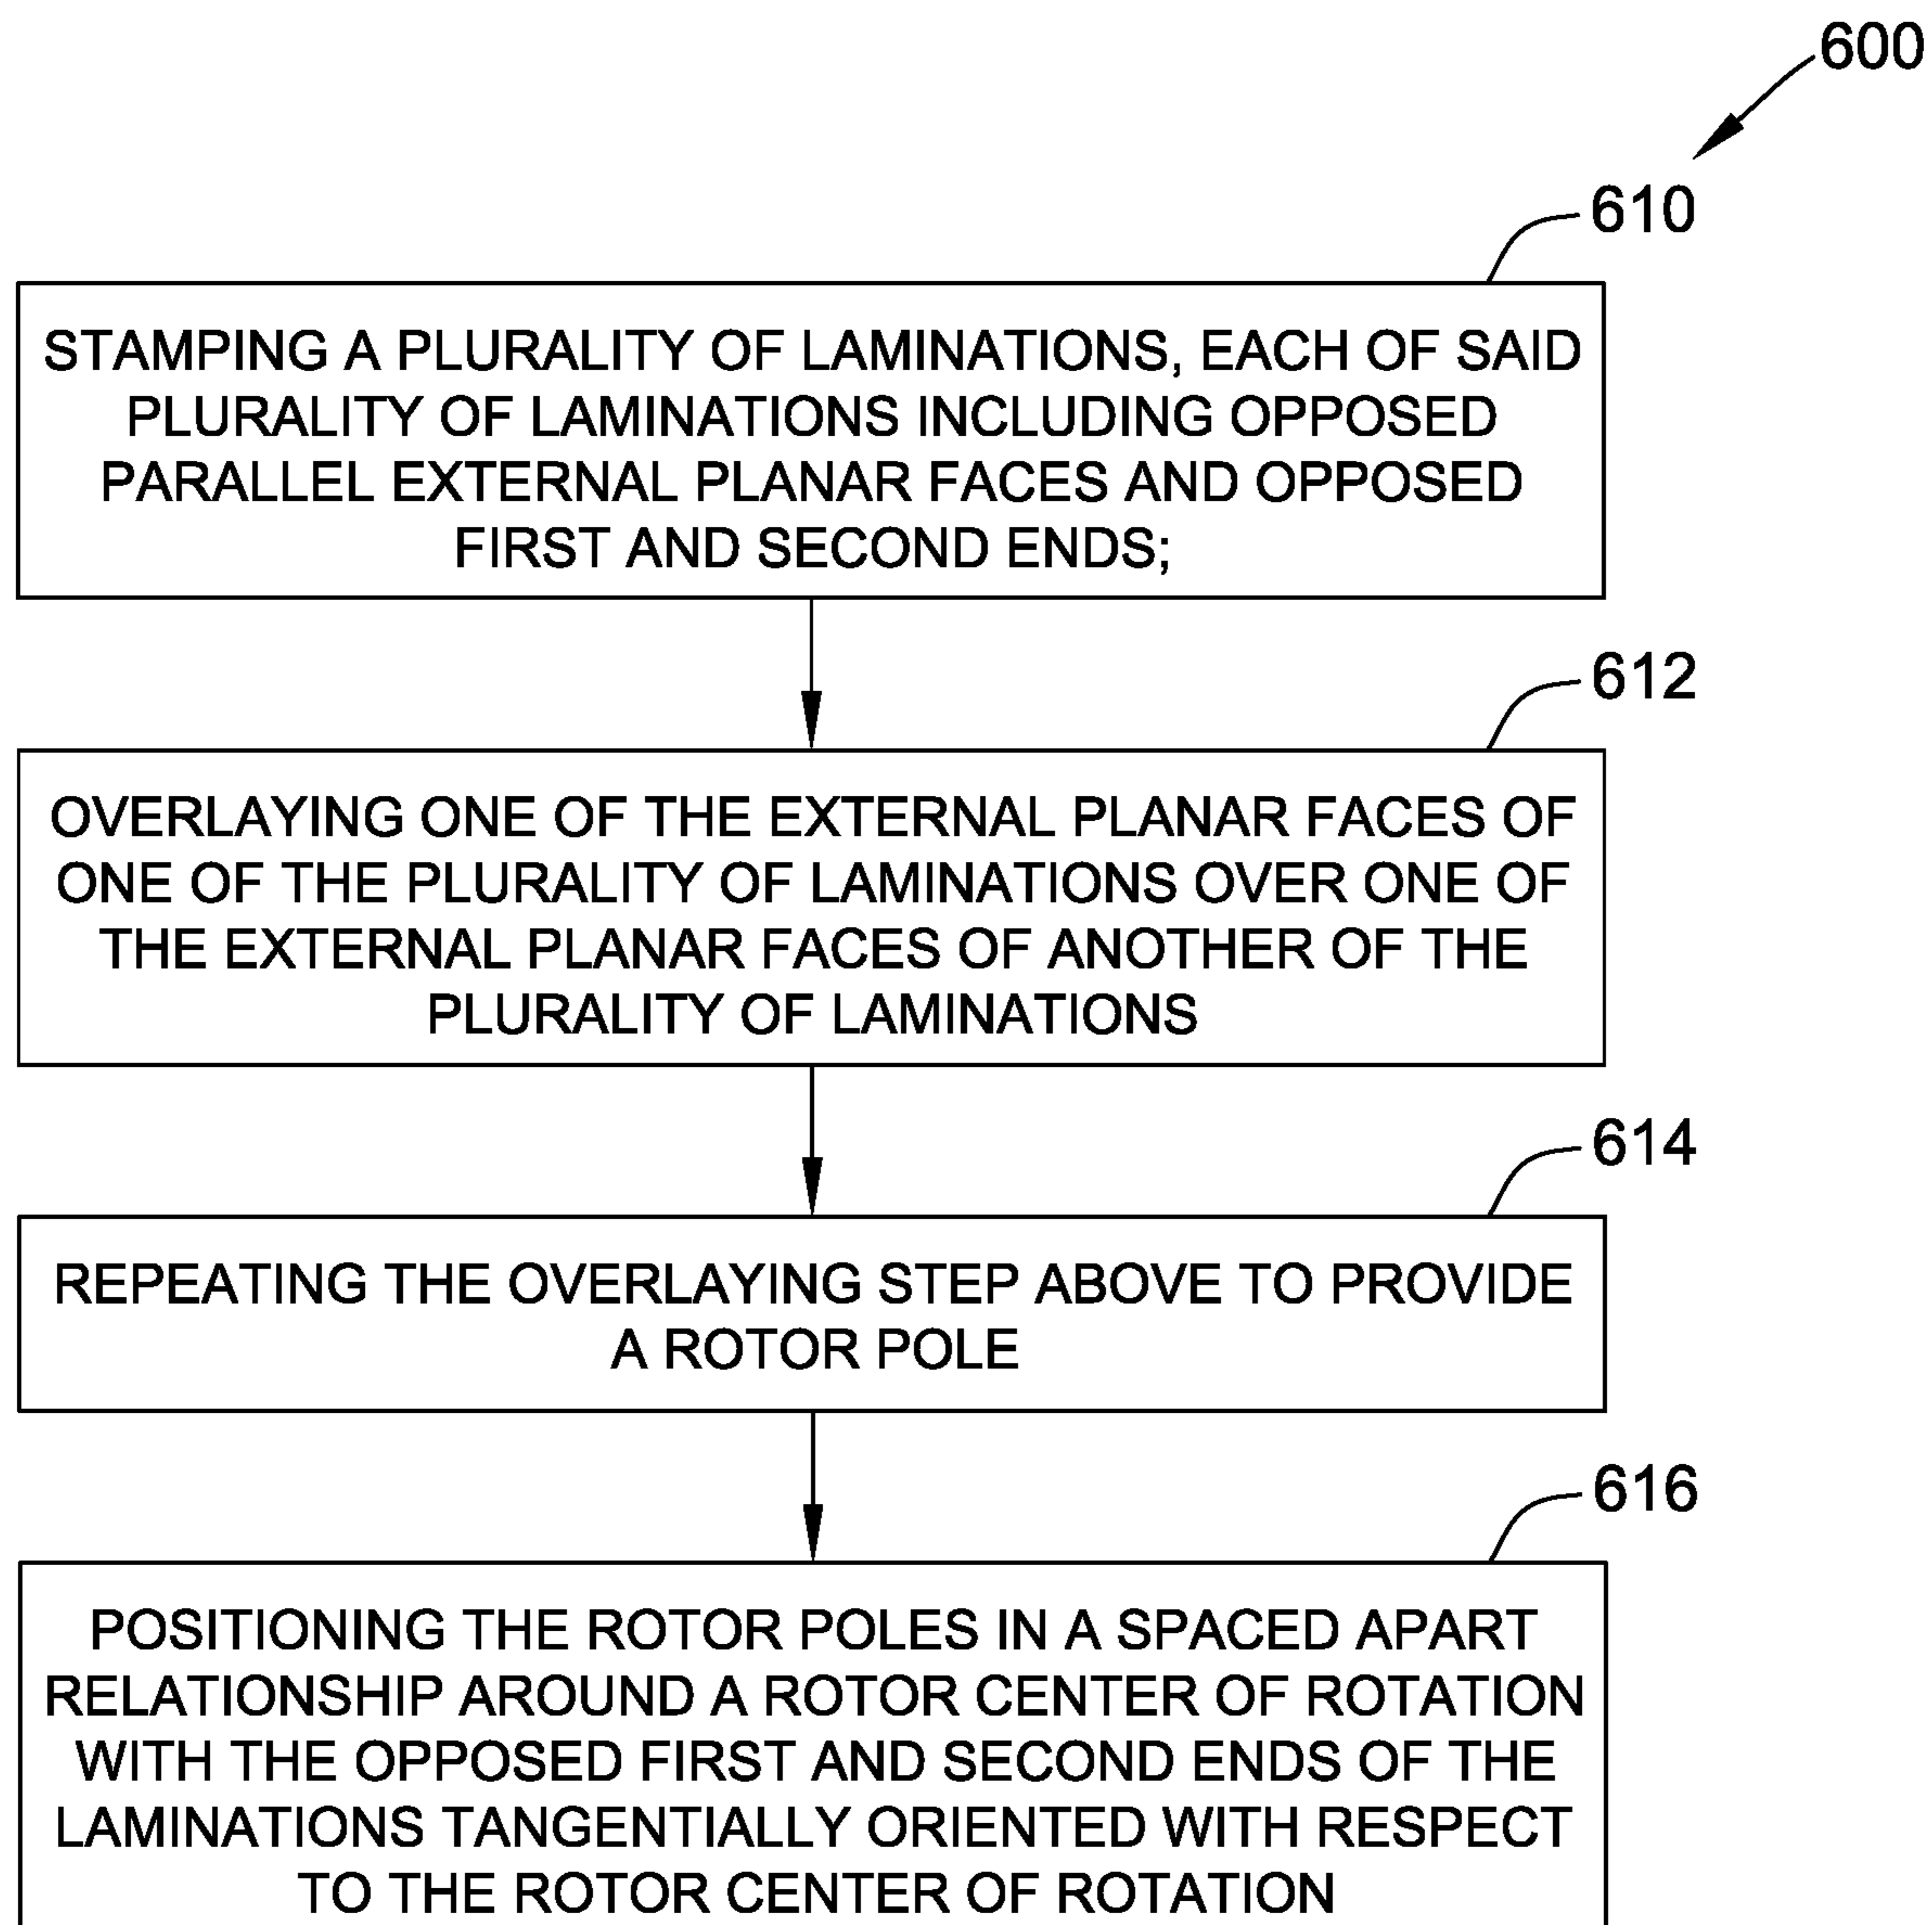 600
610
STAMPING A PLURALITY OF LAMINATIONS, EACH OF SAID
PLURALITY OF LAMINATIONS INCLUDING OPPOSED
PARALLEL EXTERNAL PLANAR FACES AND OPPOSED
FIRST AND SECOND ENDS;
612
OVERLAYING ONE OF THE EXTERNAL PLANAR FACES OF
ONE OF THE PLURALITY OF LAMINATIONS OVER ONE OF
THE EXTERNAL PLANAR FACES OF ANOTHER OF THE
PLURALITY OF LAMINATIONS
614
REPEATING THE OVERLAYING STEP ABOVE TO PROVIDE
A ROTOR POLE
616
POSITIONING THE ROTOR POLES IN A SPACED APART
RELATIONSHIP AROUND A ROTOR CENTER OF ROTATION
WITH THE OPPOSED FIRST AND SECOND ENDS OF THE
LAMINATIONS TANGENTIALLY ORIENTED WITH RESPECT
TO THE ROTOR CENTER OF ROTATION